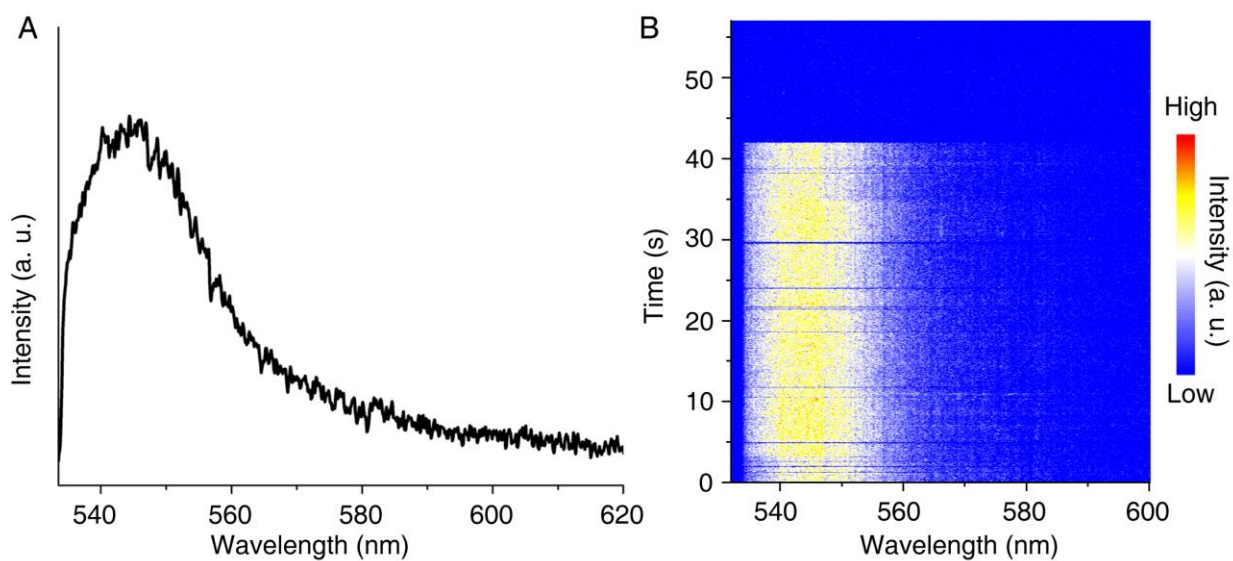 A
Intensity (a. u.)
540
560
580
600
620
Wavelength (nm)
B
Time (s)
50
40
30
20
10
0
540
560
580
600
Wavelength (nm)
High
Intensity (a. u.)
Low